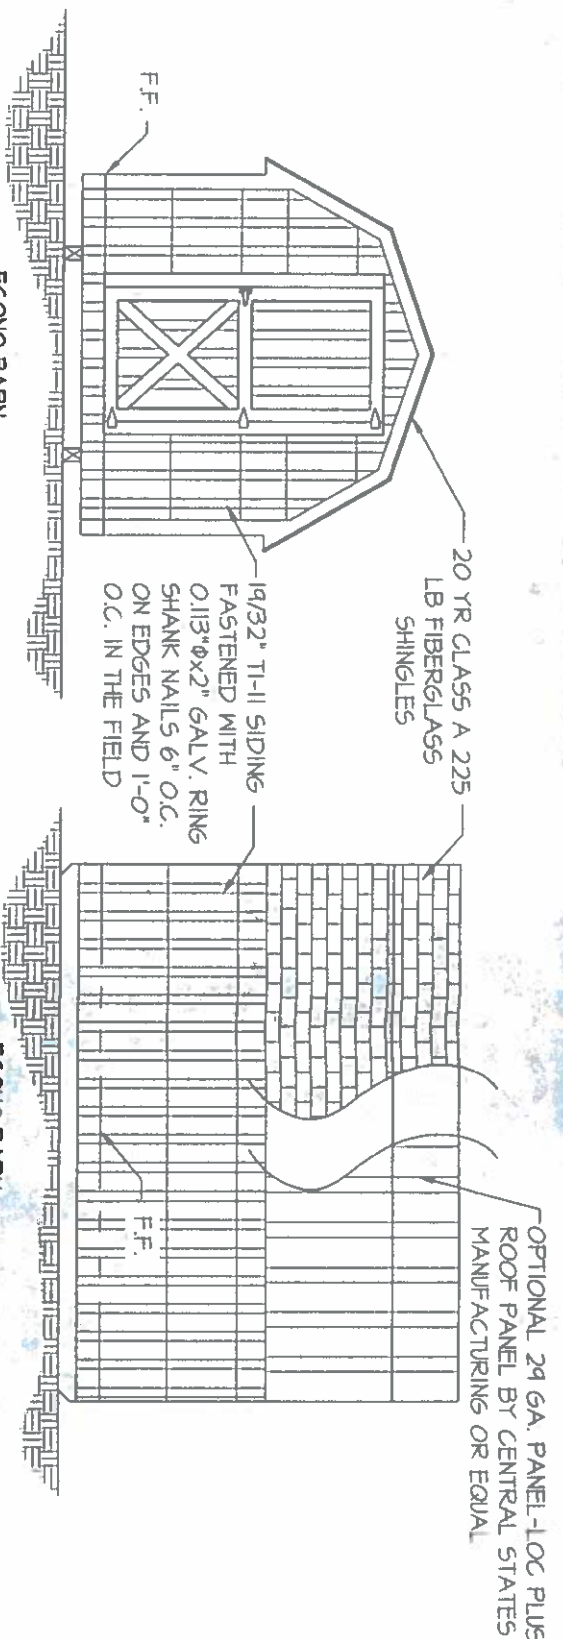 F.F.
20 YR CLASS A 225
LB FIBERGLASS
SHINGLES
19/32" T1-11 SIDING
FASTENED WITH
0.113"Φx2" GALV. RING
SHANK NAILS 6" O.C.
ON EDGES AND 1'-0"
O.C. IN THE FIELD
F.F.
OPTIONAL 29 GA. PANEL-LOC PLUS
ROOF PANEL BY CENTRAL STATES
MANUFACTURING OR EQUAL
ECONO BARN